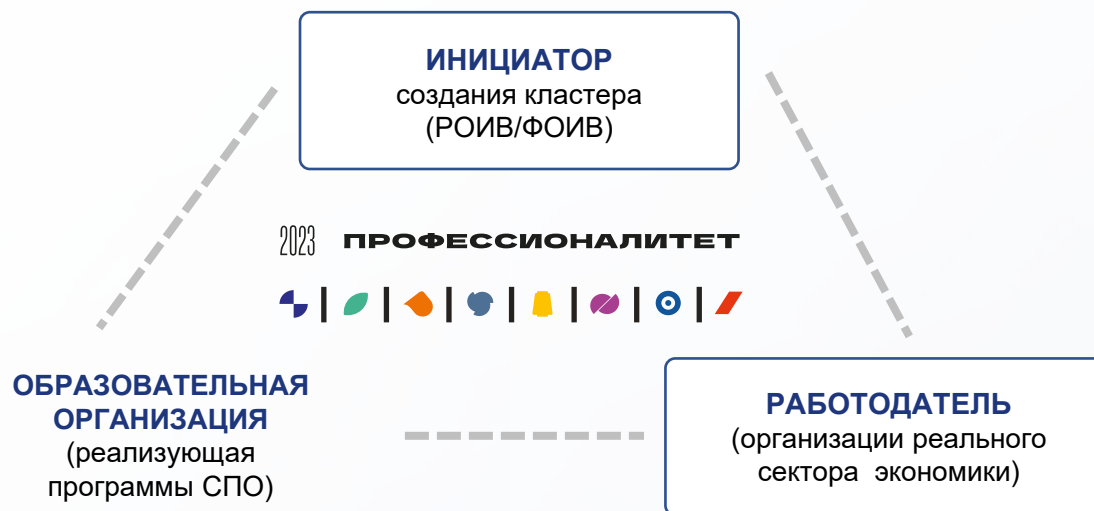 ИНИЦИАТОР
создания кластера
(РОИВ/ФОИВ)
2023 ПРОФЕССИОНАЛИТЕТ
ОБРАЗОВАТЕЛЬНАЯ
ОРГАНИЗАЦИЯ
(реализующая
программы СПО)
РАБОТОДАТЕЛЬ
(организации реального
сектора экономики)